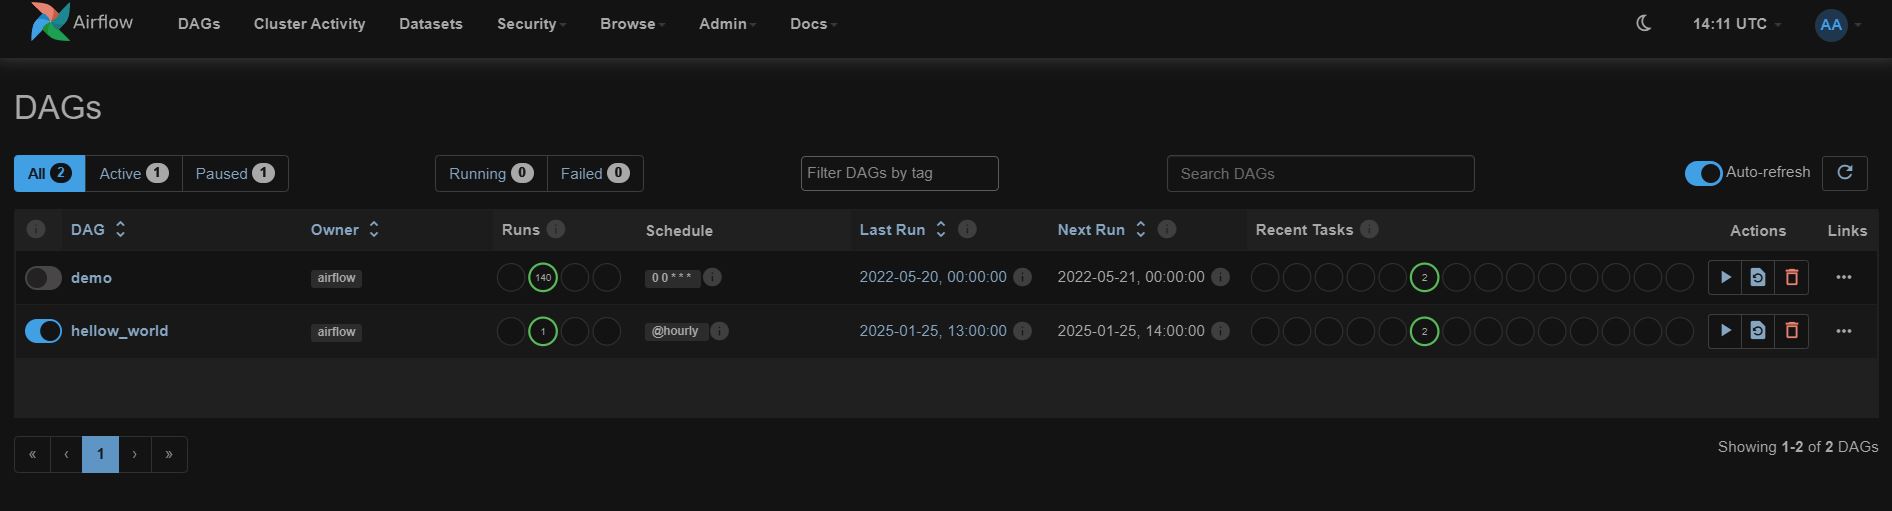 Airflow DAGs Cluster Activity Datasets Security Browse Admin Docs 14:11 UTC AA
DAGs
All 2 Active 1 Paused 1 Running 0 Failed 0 Filter DAGs by tag Search DAGs Auto-refresh
i DAG Owner Runs i Schedule Last Run i Next Run i Recent Tasks i Actions Links
demo airflow 140 0 0 * * * i 2022-05-20, 00:00:00 i 2022-05-21, 00:00:00 i 2 ···
hellow_world airflow 1 @hourly i 2025-01-25, 13:00:00 i 2025-01-25, 14:00:00 i 2 ···
« ‹ 1 › » Showing 1-2 of 2 DAGs